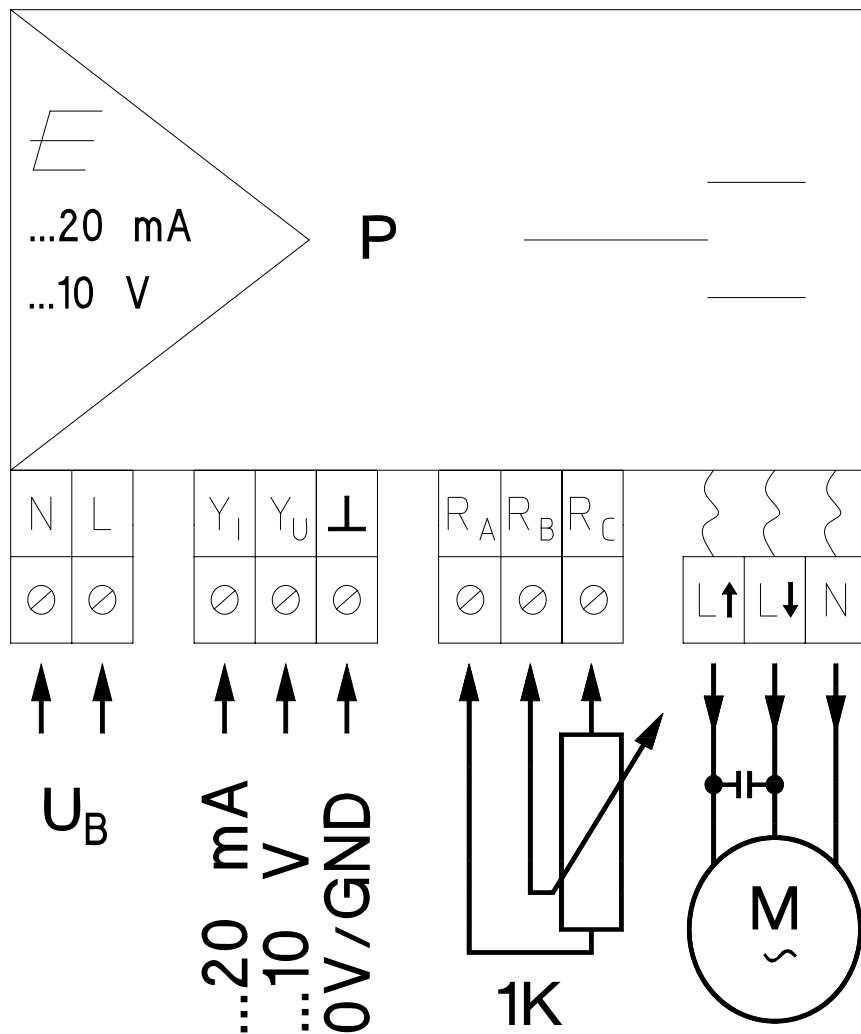 E
...20 mA
...10 V
P
N L Y_I Y_U ⊥ R_A R_B R_C
L↑ L↓ N
U_B
...20 mA
...10 V
0V/GND
1K
M
~